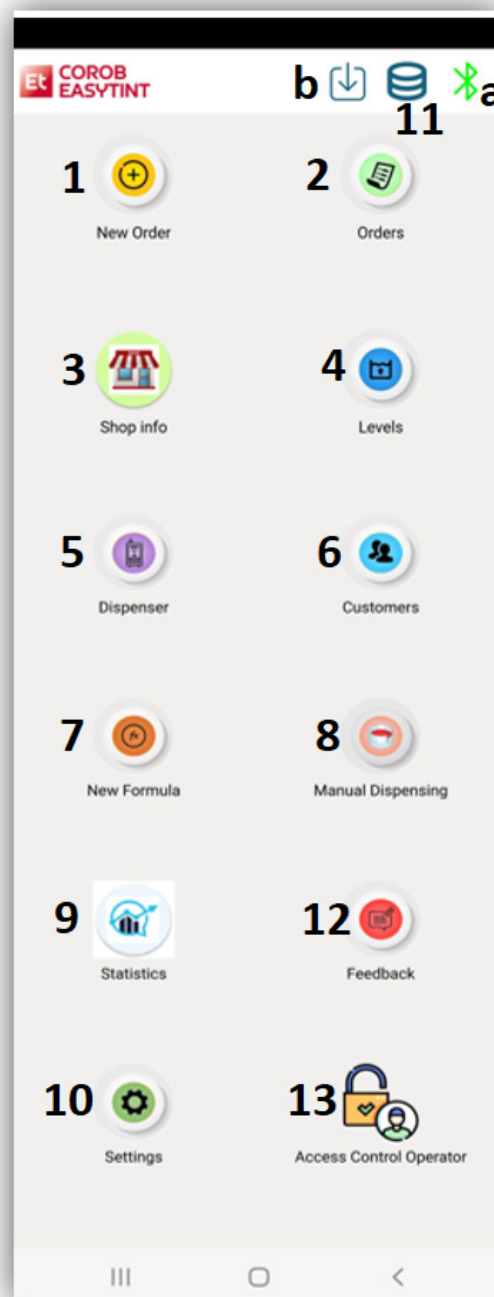 Et COROB
EASYTINT
b
a
11
1
2
New Order
Orders
3
4
Shop info
Levels
5
6
Dispenser
Customers
7
8
New Formula
Manual Dispensing
9
12
Statistics
Feedback
10
13
Settings
Access Control Operator